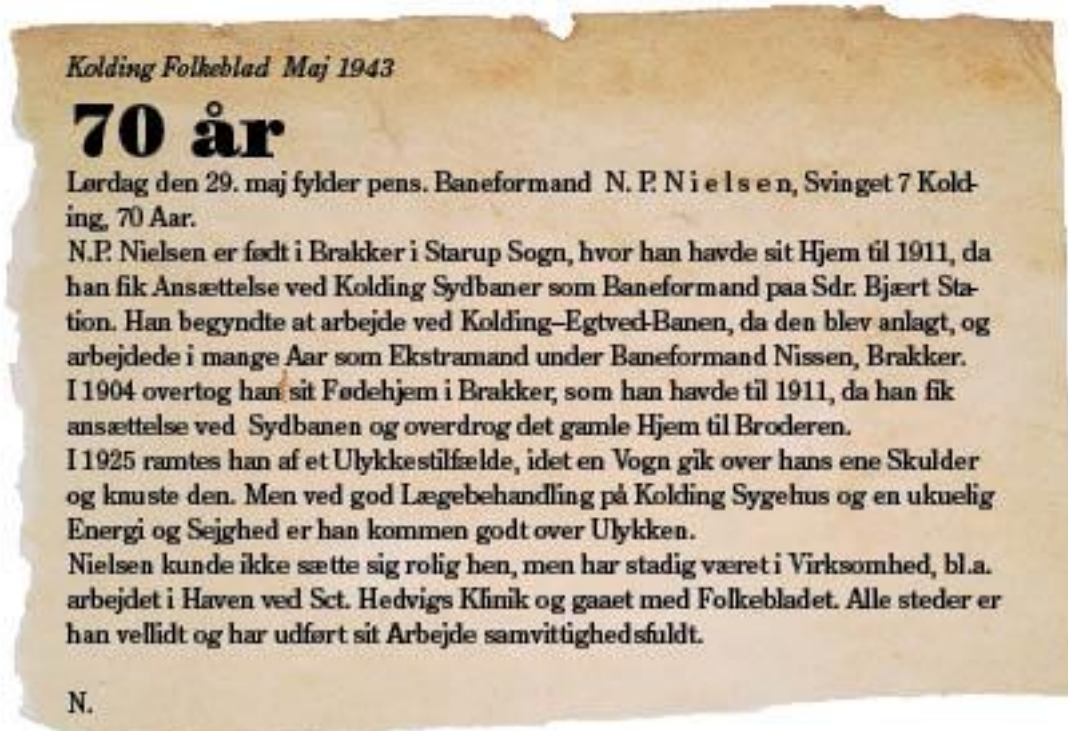 Kolding Folkeblad Maj 1943
70 år
Lørdag den 29. maj fylder pens. Baneformand N. P. Nielsen, Svinget 7 Kold-
ing, 70 Aar.
N.P. Nielsen er født i Brakker i Starup Sogn, hvor han havde sit Hjem til 1911, da
han fik Ansættelse ved Kolding Sydbaner som Baneformand paa Sdr. Bjært Sta-
tion. Han begyndte at arbejde ved Kolding–Egtved-Banen, da den blev anlagt, og
arbejdede i mange Aar som Ekstramand under Baneformand Nissen, Brakker.
I 1904 overtog han sit Fødehjem i Brakker, som han havde til 1911, da han fik
ansættelse ved Sydbanen og overdrog det gamle Hjem til Broderen.
I 1925 ramtes han af et Ulykkestilfælde, idet en Vogn gik over hans ene Skulder
og knuste den. Men ved god Lægebehandling på Kolding Sygehus og en ukuelig
Energi og Sejghed er han kommen godt over Ulykken.
Nielsen kunde ikke sætte sig rolig hen, men har stadig været i Virksomhed, bl.a.
arbejdet i Haven ved Sct. Hedvigs Klinik og gaaet med Folkebladet. Alle steder er
han vellidt og har udført sit Arbejde samvittighedsfuldt.
N.